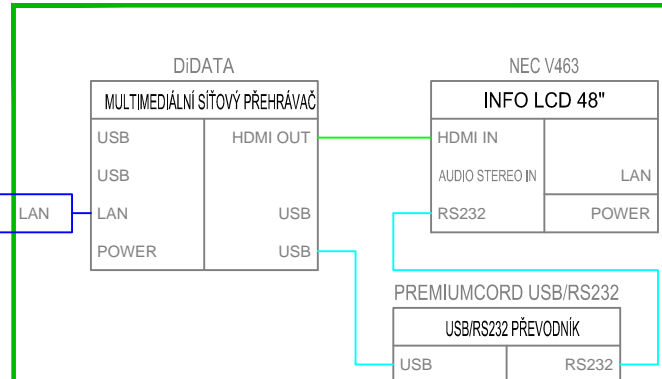 DiDATA
MULTIMEDIÁLNÍ SÍŤOVÝ PŘEHRÁVAČ
USB HDMI OUT
USB
LAN LAN USB
POWER USB
NEC V463
INFO LCD 48"
HDMI IN
AUDIO STEREO IN LAN
RS232 POWER
PREMIUMCORD USB/RS232
USB/RS232 PŘEVODNÍK
USB RS232